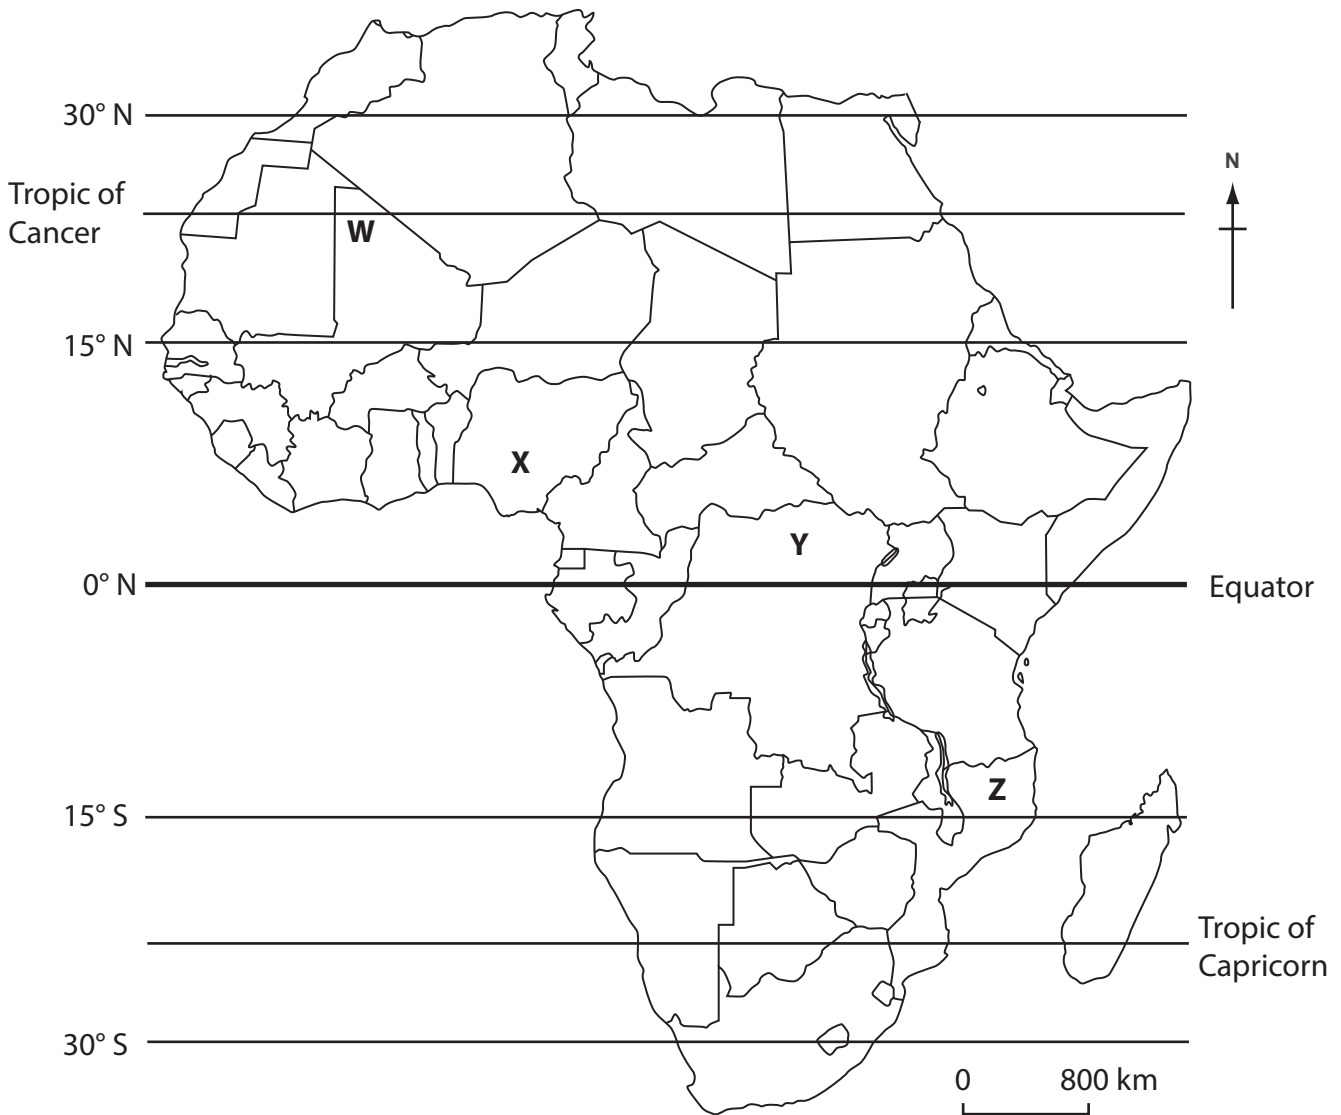 30° N
N
Tropic of
Cancer
W
15° N
X
Y
0° N
Equator
Z
15° S
Tropic of
Capricorn
30° S
0 800 km